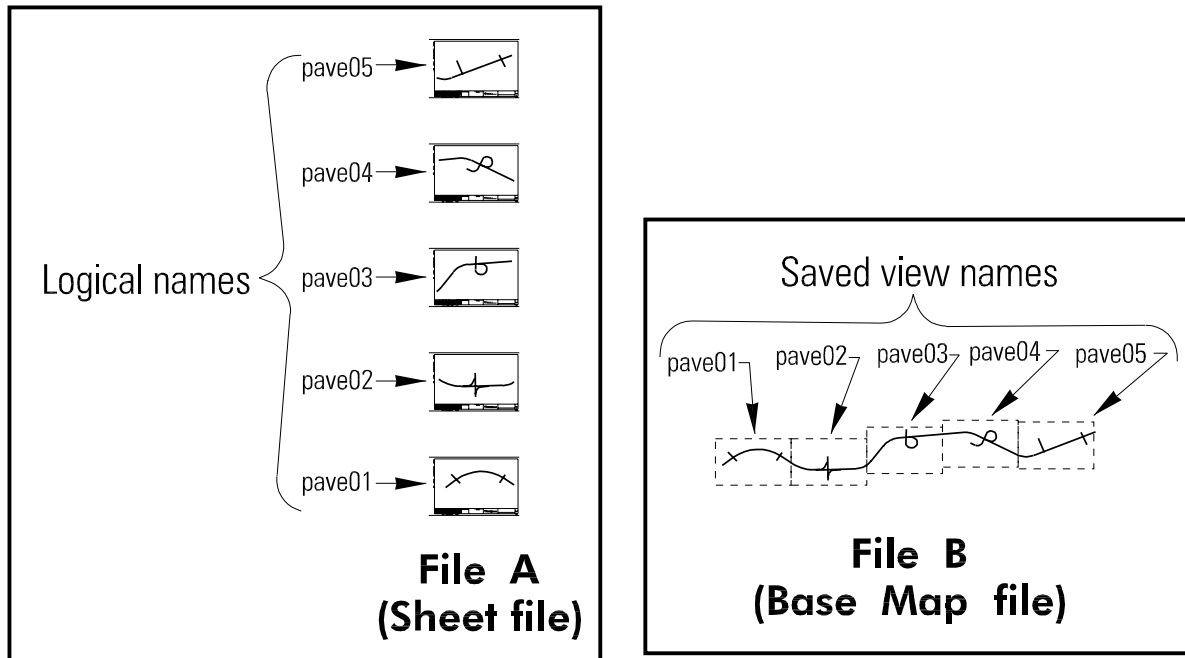 pave05
pave04
Logical names
pave03
pave02
pave01
File A
(Sheet file)
Saved view names
pave01
pave02
pave03
pave04
pave05
File B
(Base Map file)